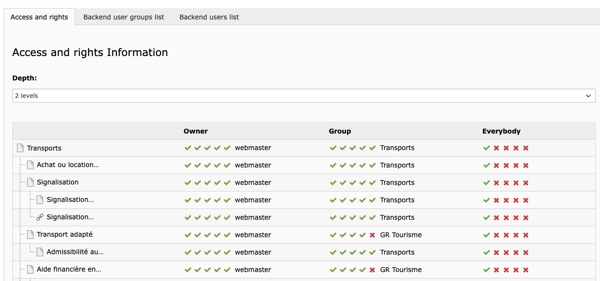 Access and rights Backend user groups list Backend users list
Access and rights Information
Depth:
2 levels
Owner Group Everybody
Transports webmaster Transports
Achat ou location... webmaster Transports
Signalisation webmaster Transports
Signalisation... webmaster Transports
Signalisation... webmaster Transports
Transport adapté webmaster GR Tourisme
Admissibilité au... webmaster Transports
Aide financière en... webmaster GR Tourisme